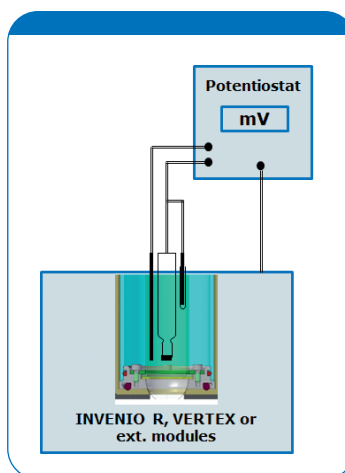 Potentiostat
mV
INVENIO R, VERTEX or
ext. modules